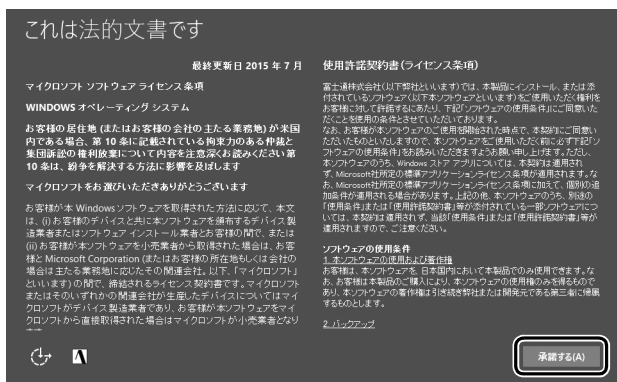 これは法的文書です
最終更新日 2015 年 7 月
マイクロソフト ソフトウェア ライセンス条項
WINDOWS オペレーティング システム
お客様の居住地 (またはお客様の会社の主たる業務地) が米国
内である場合、第 10 条に記載されている拘束力のある仲裁と
集団訴訟の権利放棄について内容を注意深くお読みください 第
10 条は、紛争を解決する方法に影響を及ぼします
マイクロソフトをお選びいただきありがとうございます
お客様が本 Windows ソフトウェアを取得された方法に応じて、本文
は、(i) お客様のデバイスと共に本ソフトウェアを頒布するデバイス製
造業者またはソフトウェア インストール業者とお客様の間で、または
(ii) お客様が本ソフトウェアを小売業者から取得された場合は、お客
様と Microsoft Corporation (またはお客様の所在地もしくは会社の
場合は主たる業務地に応じたその関連会社。以下、「マイクロソフト」
といいます) の間で、締結されるライセンス契約書です。マイクロソフト
またはそのいずれかの関連会社が生産したデバイスについてはマイ
クロソフトがデバイス製造業者であり、お客様が本ソフトウェアをマイ
クロソフトから直接取得された場合はマイクロソフトが小売業者となり
使用許諾契約書(ライセンス条項)
富士通株式会社(以下弊社といいます)では、本製品にインストール、または添
付されているソフトウェア(以下本ソフトウェアといいます)をご使用いただく権利を
お客様に対して許諾するにあたり、下記「ソフトウェアの使用条件」にご同意いた
だくことを使用の条件とさせていただいております。
なお、お客様が本ソフトウェアのご使用を開始された時点で、本契約にご同意い
ただいたものといたしますので、本ソフトウェアをご使用いただく前に必ず下記「ソ
フトウェアの使用条件」をお読みいただきますようお願い申し上げます。ただし、
本ソフトウェアのうち、Windows ストア アプリについては、本契約は適用され
ず、Microsoft社所定の標準アプリケーションライセンス条項が適用されます。な
お、Microsoft社所定の標準アプリケーションライセンス条項に加えて、個別の追
加条件が適用される場合があります。上記の他、本ソフトウェアのうち、別途の
「使用条件」または「使用許諾契約書」等が添付されている一部ソフトウェアにつ
いては、本契約は適用されず、当該「使用条件」または「使用許諾契約書」等が
適用されますので、ご注意ください。
ソフトウェアの使用条件
1. 本ソフトウェアの使用および著作権
お客様は、本ソフトウェアを、日本国内において本製品でのみ使用できます。な
お、お客様は本製品のご購入により、本ソフトウェアの使用権のみを得るもので
あり、本ソフトウェアの著作権は引き続き弊社または開発元である第三者に帰属
するものとします。
2. バックアップ
承諾する(A)